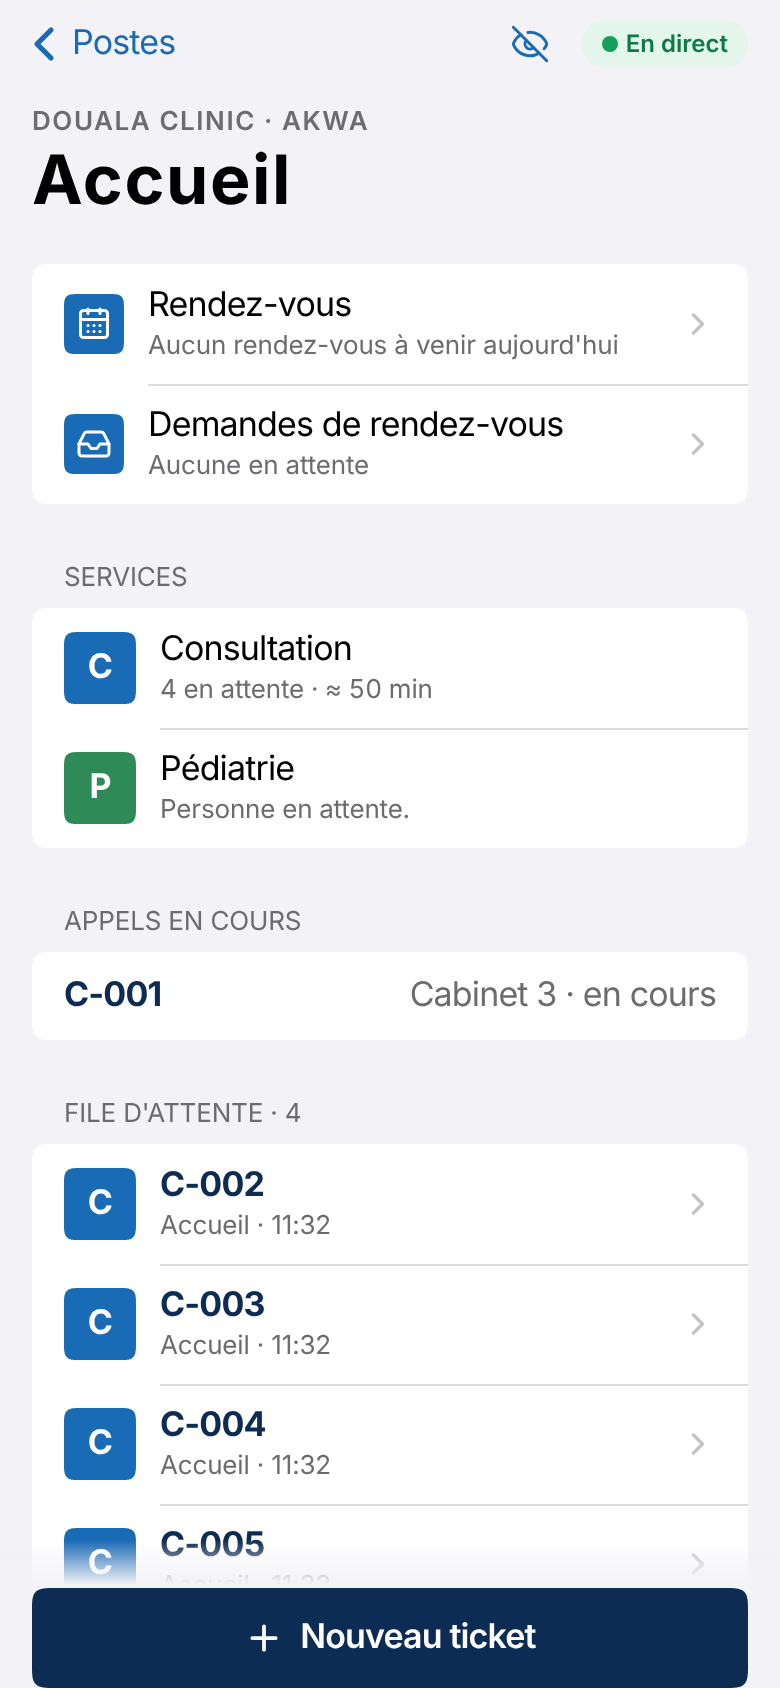 Postes
En direct
DOUALA CLINIC · AKWA
Accueil
Rendez-vous
Aucun rendez-vous à venir aujourd'hui
Demandes de rendez-vous
Aucune en attente
SERVICES
C
Consultation
4 en attente · ≈ 50 min
P
Pédiatrie
Personne en attente.
APPELS EN COURS
C-001
Cabinet 3 · en cours
FILE D'ATTENTE · 4
C
C-002
Accueil · 11:32
C
C-003
Accueil · 11:32
C
C-004
Accueil · 11:32
C
C-005
Nouveau ticket